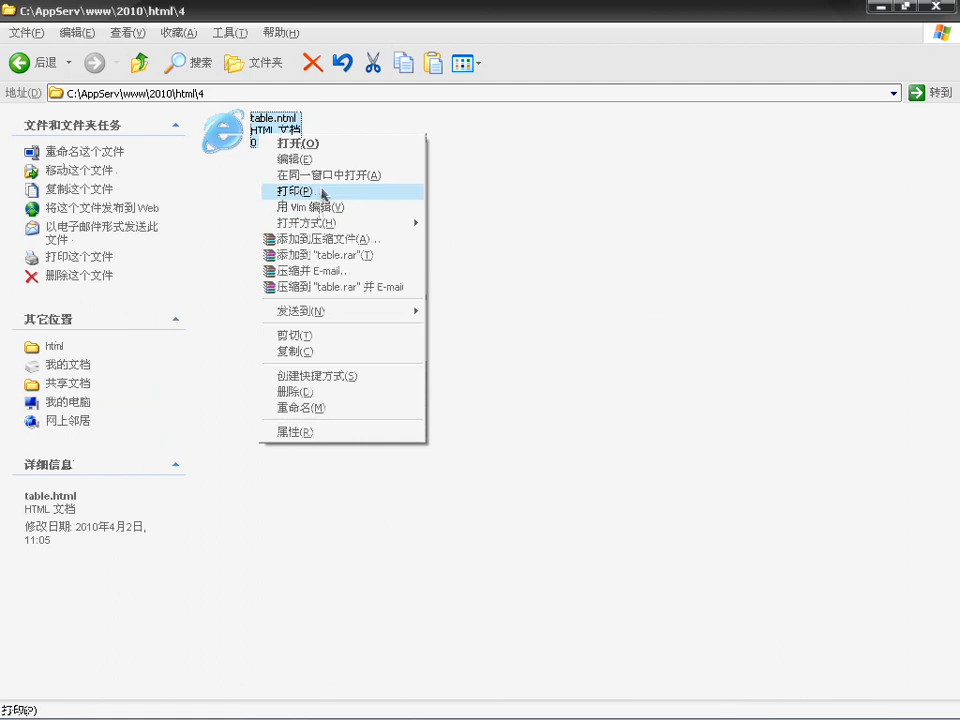 C:\AppServ\www\2010\html\4
文件(F) 编辑(E) 查看(V) 收藏(A) 工具(T) 帮助(H)
后退 搜索 文件夹
地址(D) C:\AppServ\www\2010\html\4 转到
文件和文件夹任务
重命名这个文件
移动这个文件
复制这个文件
将这个文件发布到 Web
以电子邮件形式发送此
文件
打印这个文件
删除这个文件
其它位置
html
我的文档
共享文档
我的电脑
网上邻居
详细信息
table.html
HTML 文档
修改日期: 2010年4月2日,
11:05
table.html
HTML 文档
0
打开(O)
编辑(E)
在同一窗口中打开(A)
打印(P)
用 Vim 编辑(V)
打开方式(H)
添加到压缩文件(A)...
添加到 "table.rar"(T)
压缩并 E-mail...
压缩到 "table.rar" 并 E-mail
发送到(N)
剪切(T)
复制(C)
创建快捷方式(S)
删除(D)
重命名(M)
属性(R)
打印(P)